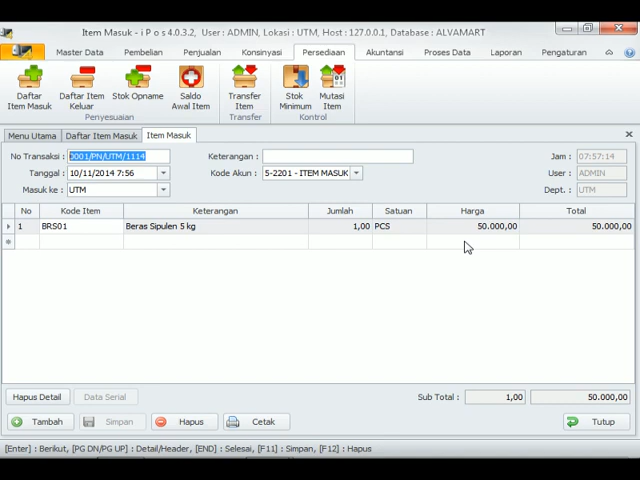 Item Masuk - i P o s 4.0.3.2, User : ADMIN, Lokasi : UTM, Host : 127.0.0.1, Database : ALVAMART
Master Data Pembelian Penjualan Konsinyasi Persediaan Akuntansi Proses Data Laporan Pengaturan
Daftar Item Masuk
Daftar Item Keluar
Stok Opname
Saldo Awal Item
Transfer Item
Stok Minimum
Mutasi Item
Penyesuaian Transfer Kontrol
Menu Utama Daftar Item Masuk Item Masuk
No Transaksi : 0001/PN/UTM/1114 Keterangan : Jam : 07:57:14
Tanggal : 10/11/2014 7:56 Kode Akun : 5-2201 - ITEM MASUK User : ADMIN
Masuk ke : UTM Dept. : UTM
No Kode Item Keterangan Jumlah Satuan Harga Total
1 BRS01 Beras Sipulen 5 kg 1,00 PCS 50.000,00 50.000,00
Hapus Detail Data Serial Sub Total : 1,00 50.000,00
Tambah Simpan Hapus Cetak Tutup
[Enter] : Berikut, [PG DN/PG UP] : Detail/Header, [END] : Selesai, [F11] : Simpan, [F12] : Hapus